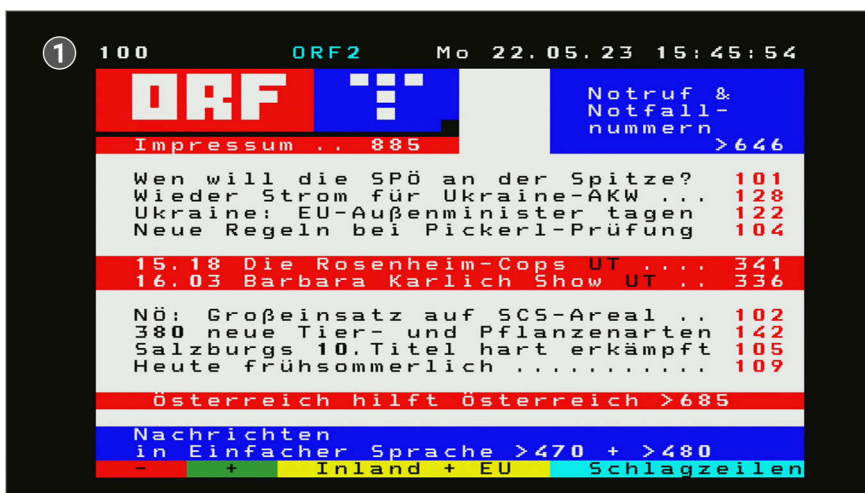 1
100 ORF2 Mo 22.05.23 15:45:54
ORF T
Notruf &
Notfall-
nummern
Impressum .. 885 >646
Wen will die SPÖ an der Spitze? 101
Wieder Strom für Ukraine-AKW ... 128
Ukraine: EU-Außenminister tagen 122
Neue Regeln bei Pickerl-Prüfung 104
15.18 Die Rosenheim-Cops UT .... 341
16.03 Barbara Karlich Show UT .. 336
NÖ: Großeinsatz auf SCS-Areal .. 102
380 neue Tier- und Pflanzenarten 142
Salzburgs 10.Titel hart erkämpft 105
Heute frühsommerlich ........... 109
Österreich hilft Österreich >685
Nachrichten
in Einfacher Sprache >470 + >480
- + Inland + EU Schlagzeilen